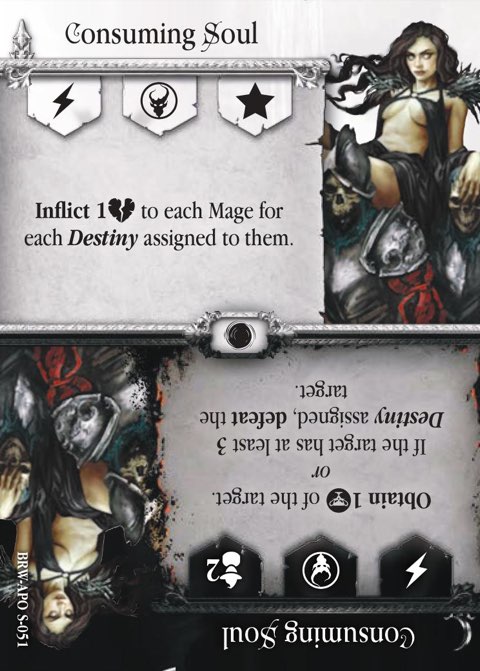 Consuming Soul
Inflict 1 to each Mage for
each Destiny assigned to them.
Consuming Soul
2
Obtain 1 of the target.
or
If the target has at least 3
Destiny assigned, defeat the
target.
BRW-APO S-051